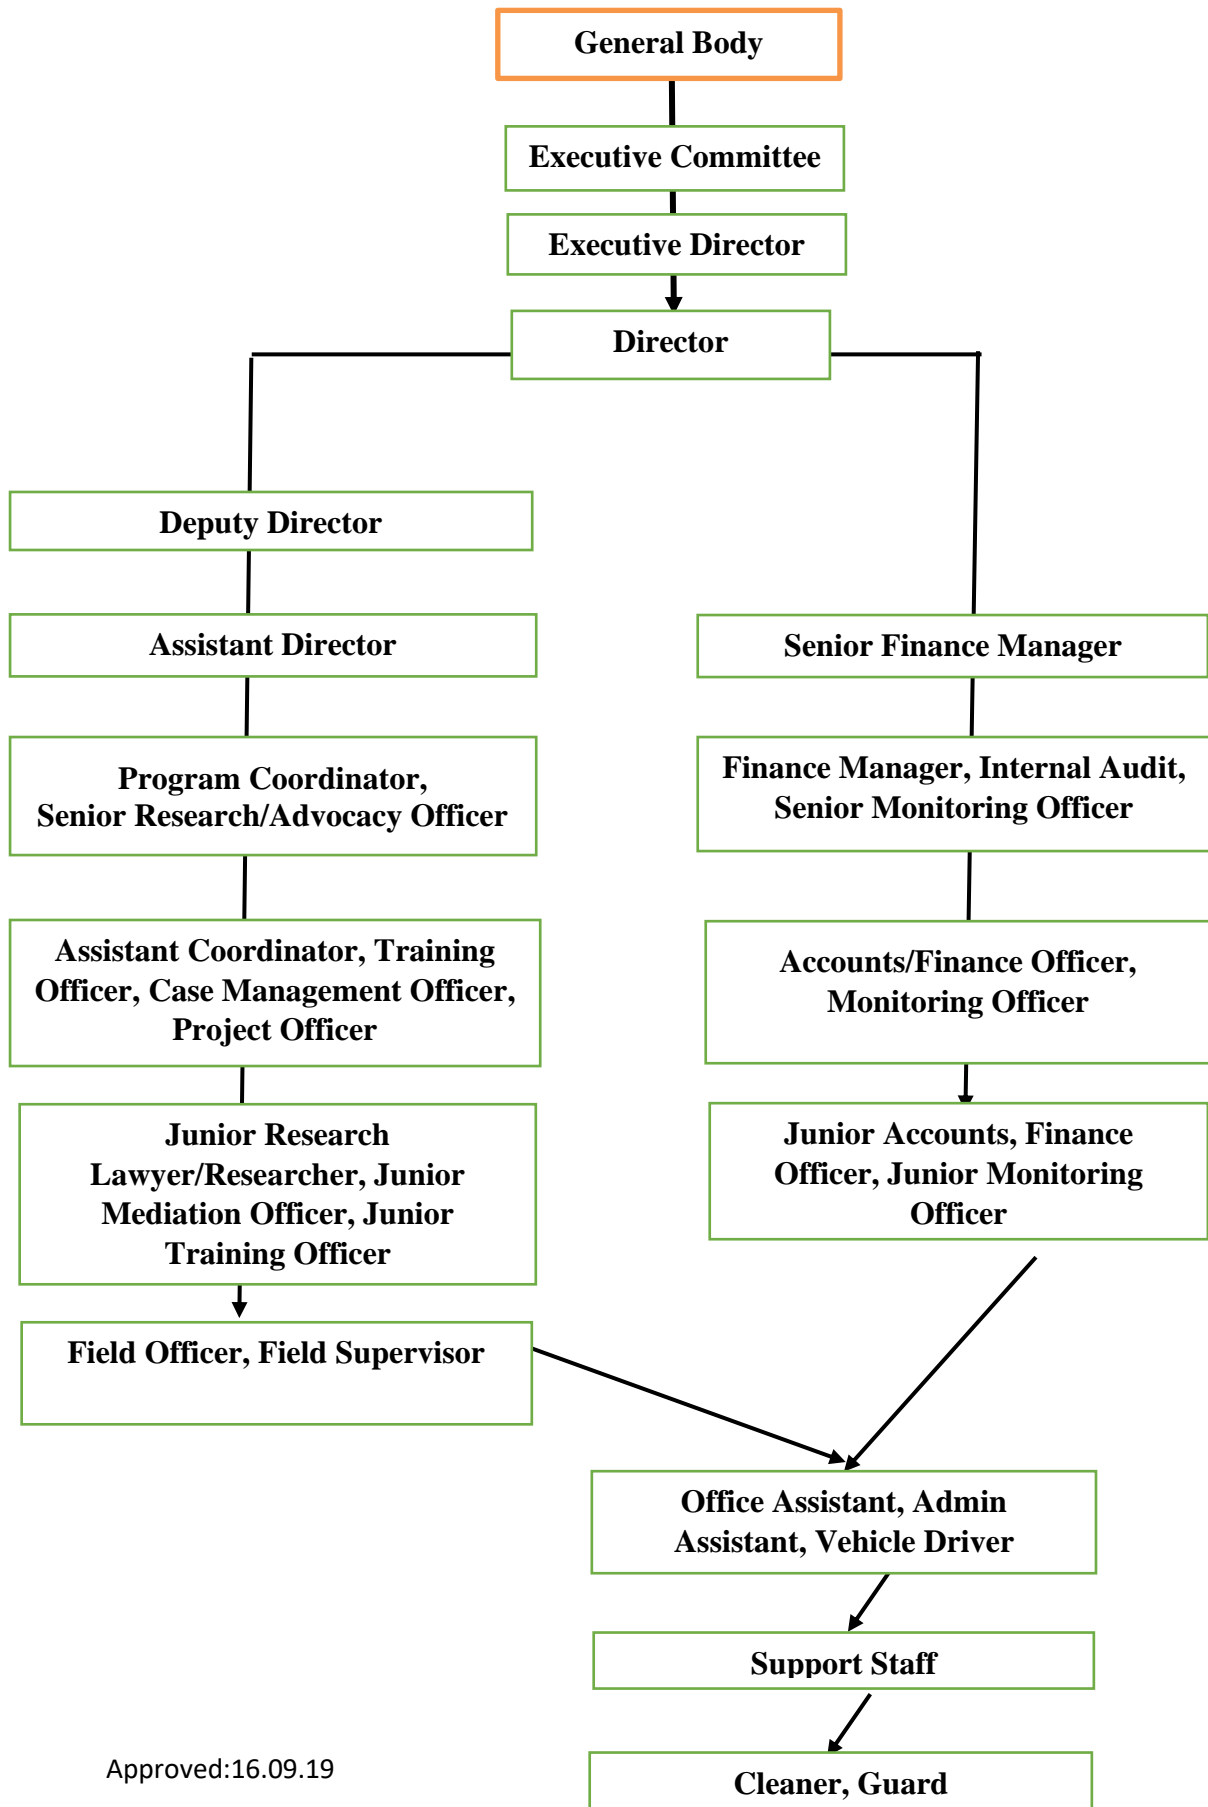 General Body
Executive Committee
Executive Director
Director
Deputy Director
Assistant Director
Senior Finance Manager
Program Coordinator,
Senior Research/Advocacy Officer
Finance Manager, Internal Audit,
Senior Monitoring Officer
Assistant Coordinator, Training
Officer, Case Management Officer,
Project Officer
Accounts/Finance Officer,
Monitoring Officer
Junior Research
Lawyer/Researcher, Junior
Mediation Officer, Junior
Training Officer
Junior Accounts, Finance
Officer, Junior Monitoring
Officer
Field Officer, Field Supervisor
Office Assistant, Admin
Assistant, Vehicle Driver
Support Staff
Approved:16.09.19
Cleaner, Guard